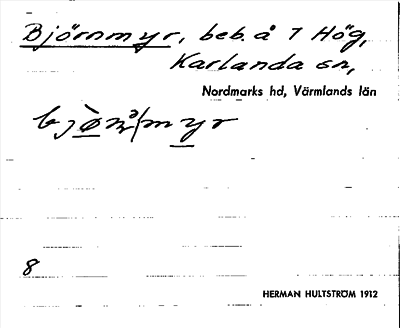 Björnmyr, beb. å 7 Hög,
Karlanda sn,
Nordmarks hd, Värmlands län
8
HERMAN HULTSTRÖM 1912